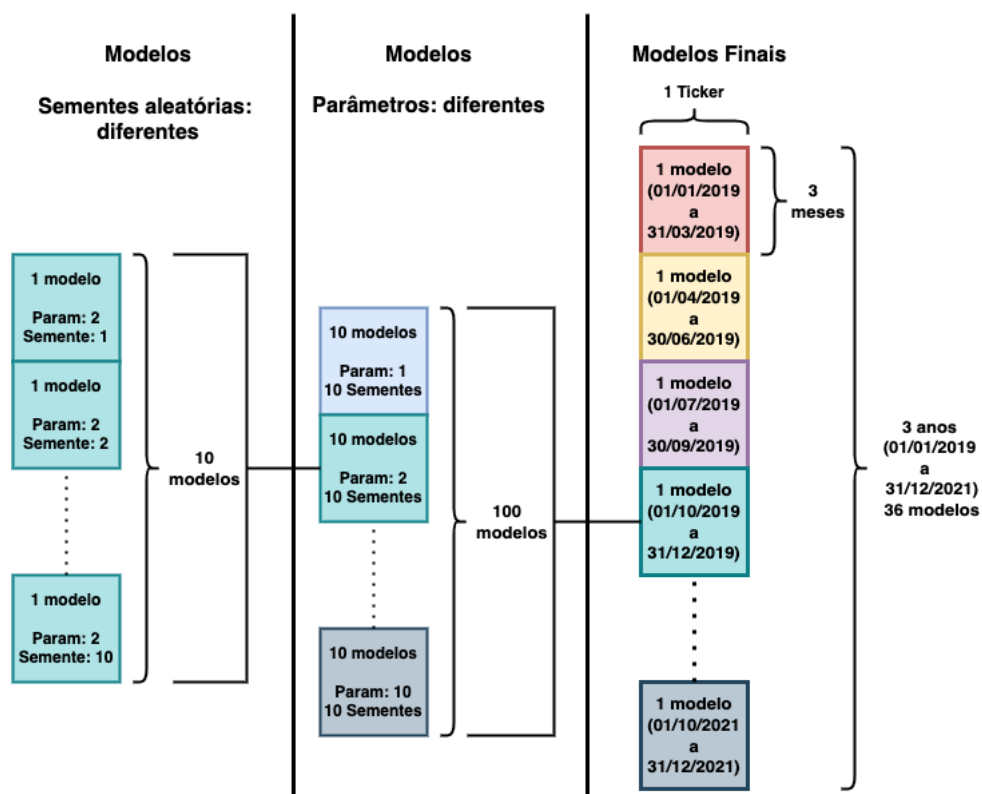 Modelos
Sementes aleatórias:
diferentes
1 modelo
Param: 2
Semente: 1
1 modelo
Param: 2
Semente: 2
1 modelo
Param: 2
Semente: 10
10
modelos
Modelos
Parâmetros: diferentes
10 modelos
Param: 1
10 Sementes
10 modelos
Param: 2
10 Sementes
10 modelos
Param: 10
10 Sementes
100
modelos
Modelos Finais
1 Ticker
1 modelo
(01/01/2019
a
31/03/2019)
3
meses
1 modelo
(01/04/2019
a
30/06/2019)
1 modelo
(01/07/2019
a
30/09/2019)
1 modelo
(01/10/2019
a
31/12/2019)
1 modelo
(01/10/2021
a
31/12/2021)
3 anos
(01/01/2019
a
31/12/2021)
36 modelos